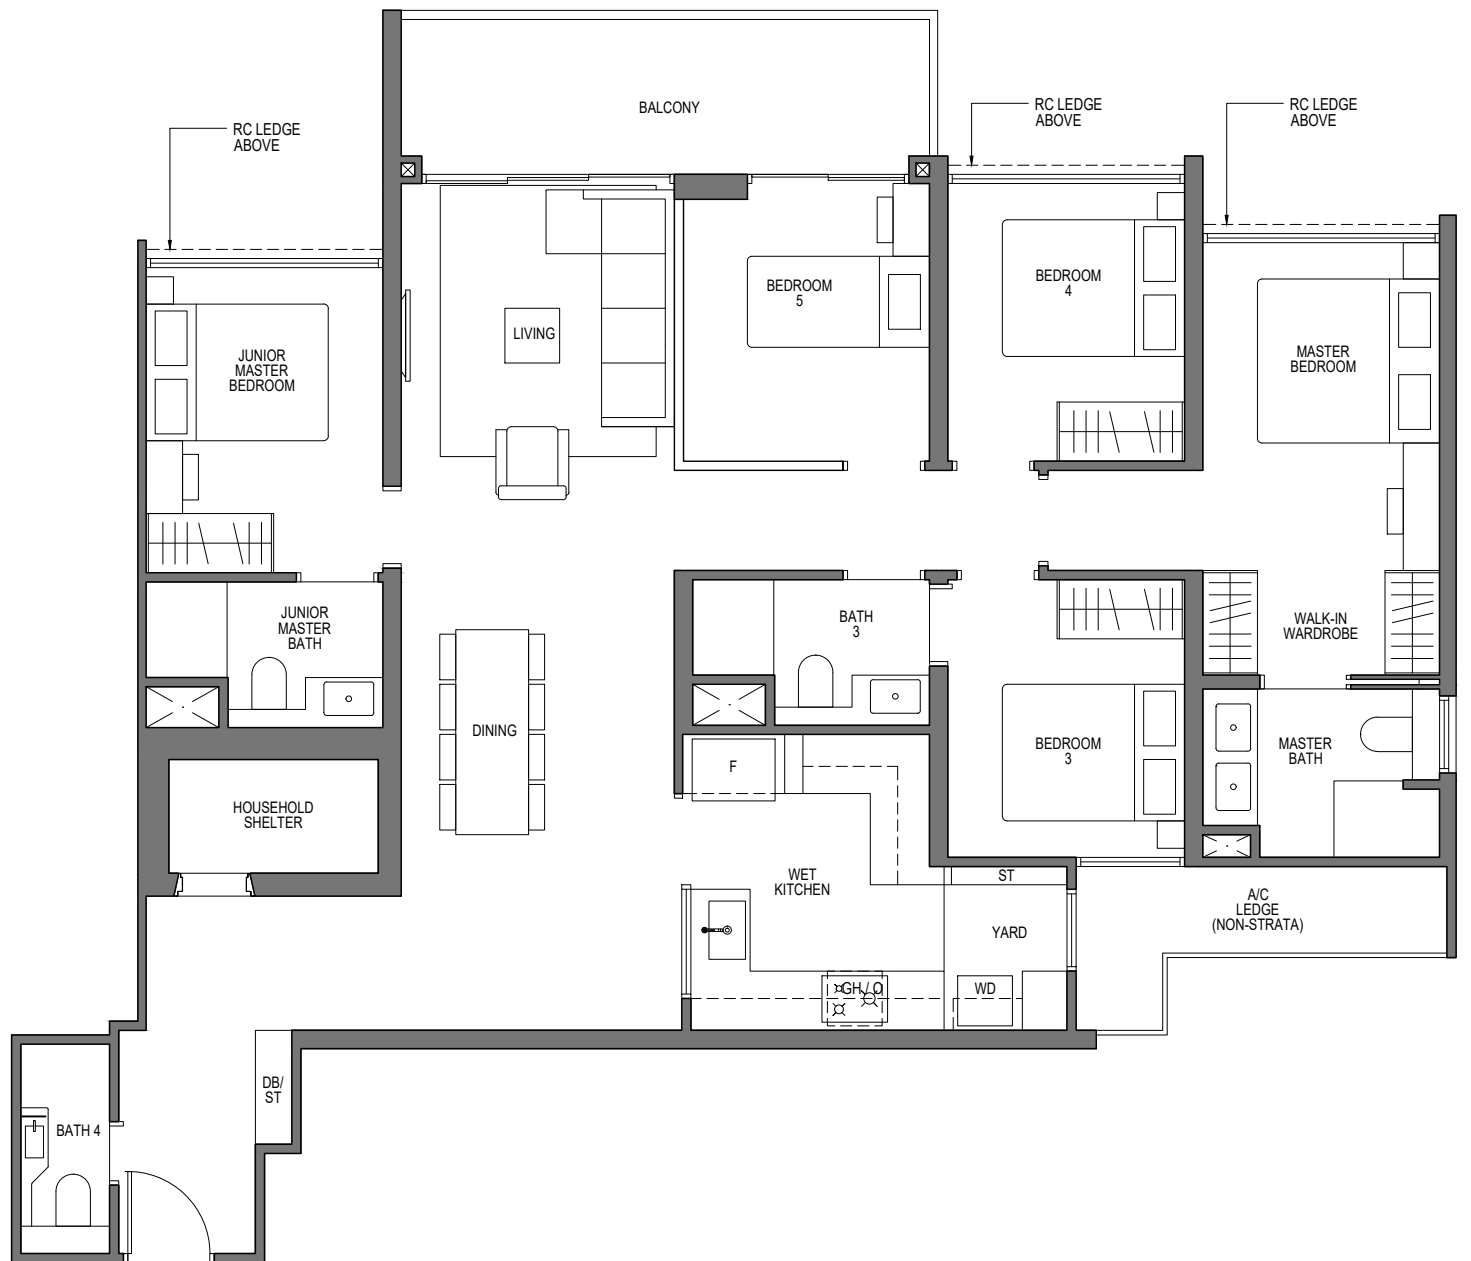 BALCONY
RC LEDGE
ABOVE
RC LEDGE
ABOVE
RC LEDGE
ABOVE
BEDROOM
4
BEDROOM
5
LIVING
JUNIOR
MASTER
BEDROOM
MASTER
BEDROOM
JUNIOR
MASTER
BATH
BATH
3
WALK-IN
WARDROBE
DINING
F
BEDROOM
3
MASTER
BATH
HOUSEHOLD
SHELTER
WET
KITCHEN
ST
A/C
LEDGE
(NON-STRATA)
YARD
GH / O
WD
DB/
ST
BATH 4